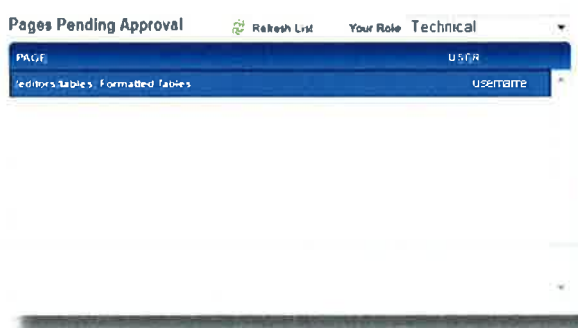 Pages Pending Approval Refresh List Your Role Technical
PAGE USER
/editors/tables: Formatted Tables username